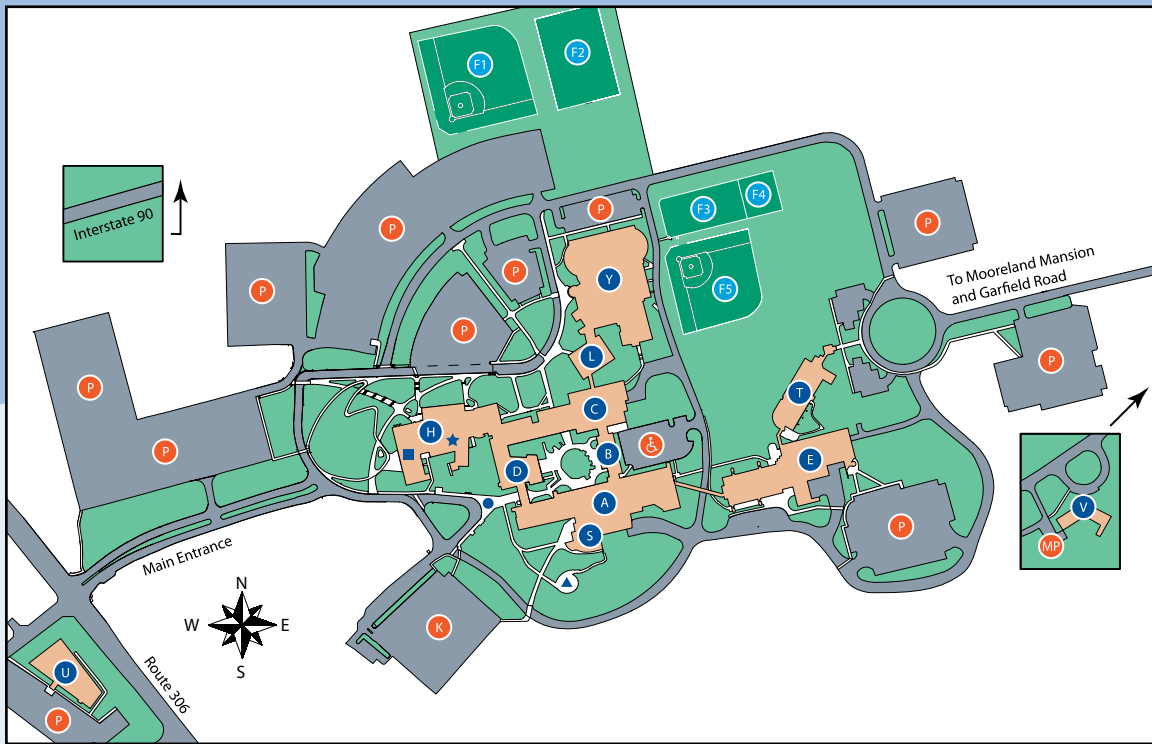 F1
F2
F3
F4
F5
P
P
P
P
P
Interstate 90
P
Y
To Mooreland Mansion
and Garfield Road
L
P
P
T
C
H
P
B
E
D
A
V
P
S
MP
Main Entrance
N
W
E
S
K
U
Route 306
P